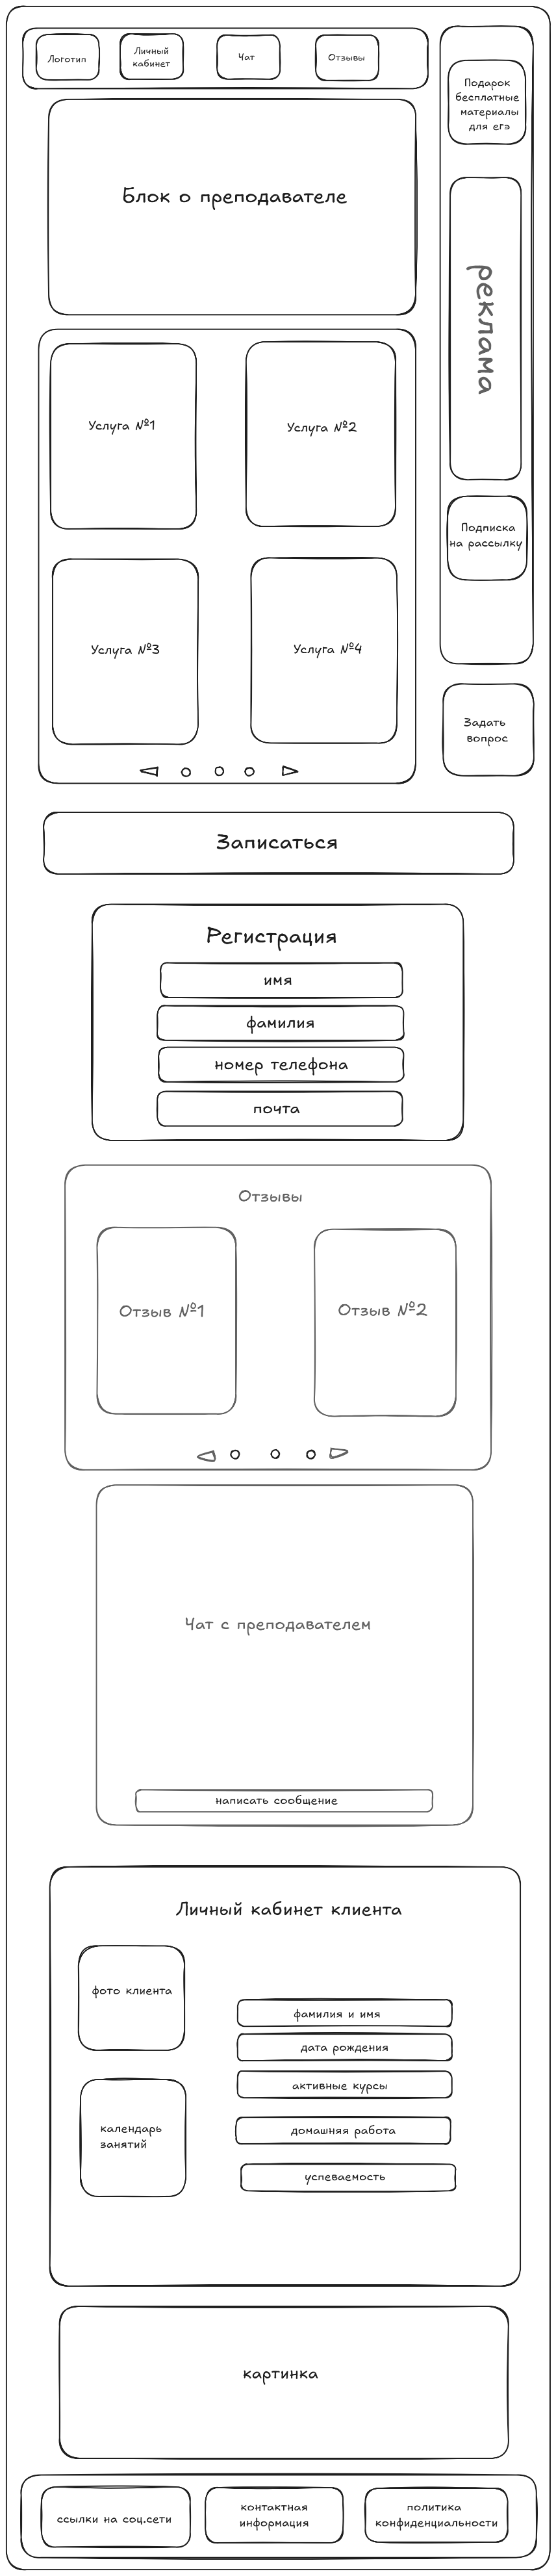 Логотип
Личный
кабинет
Чат
Отзывы
Подарок
бесплатные
материалы
для егэ
Блок о преподавателе
реклама
Услуга №1
Услуга №2
Подписка
на рассылку
Услуга №3
Услуга №4
Задать
вопрос
Записаться
Регистрация
имя
фамилия
номер телефона
почта
Отзывы
Отзыв №1
Отзыв №2
Чат с преподавателем
написать сообщение
Личный кабинет клиента
фото клиента
фамилия и имя
дата рождения
активные курсы
календарь
занятий
домашняя работа
успеваемость
картинка
ссылки на соц.сети
контактная
информация
политика
конфиденциальности